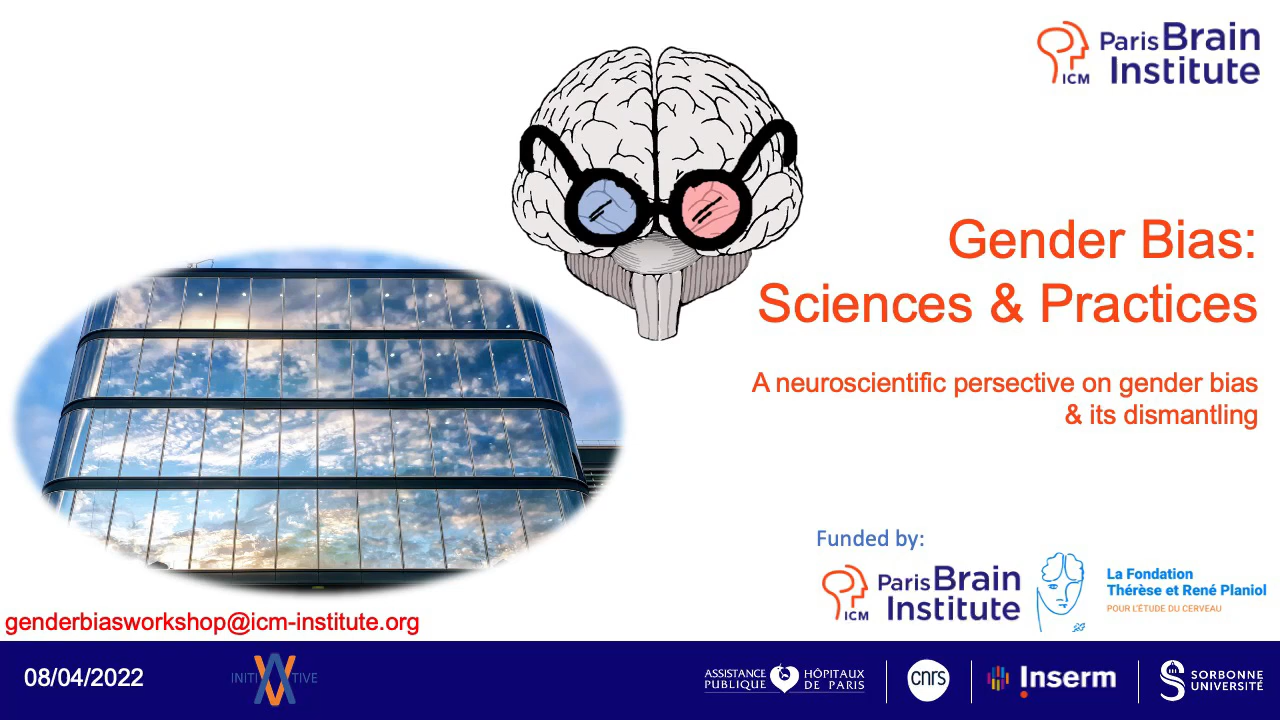 Paris Brain
Institute
ICM
Gender Bias:
Sciences & Practices
A neuroscientific persective on gender bias
& its dismantling
Funded by:
Paris Brain
Institute
ICM
La Fondation
Thérèse et René Planiol
POUR L'ÉTUDE DU CERVEAU
genderbiasworkshop@icm-institute.org
08/04/2022
INITI TIVE
ASSISTANCE HÔPITAUX
PUBLIQUE DE PARIS
cnrs
Inserm
SORBONNE
UNIVERSITÉ